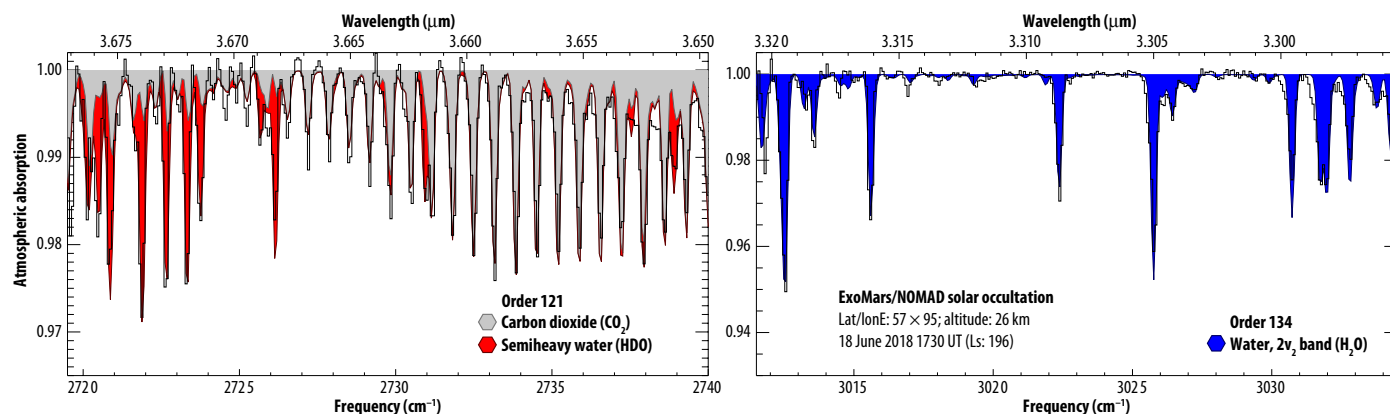 Wavelength (μm)
3.675 3.670 3.665 3.660 3.655 3.650
Atmospheric absorption
1.00
0.99
0.98
0.97
Order 121
Carbon dioxide (CO₂)
Semiheavy water (HDO)
2720 2725 2730 2735 2740
Frequency (cm⁻¹)
Wavelength (μm)
3.320 3.315 3.309 3.305 3.300
1.00
0.98
0.96
0.94
ExoMars/NOMAD solar occultation
Lat/lonE: 57 × 95; altitude: 26 km
18 June 2018 1730 UT (Ls: 196)
Order 134
Water, 2ν₂ band (H₂O)
3015 3020 3025 3030
Frequency (cm⁻¹)